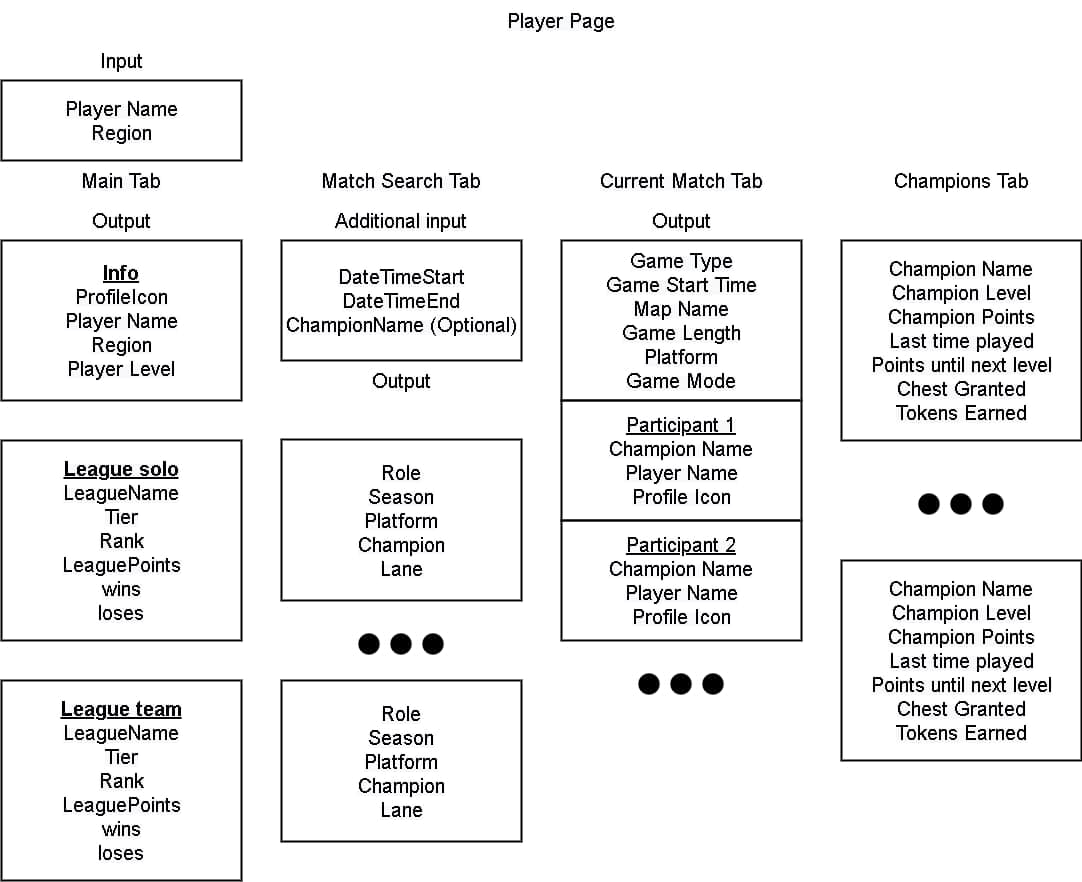 Player Page
Input
Player Name
Region
Main Tab
Output
Info
ProfileIcon
Player Name
Region
Player Level
League solo
LeagueName
Tier
Rank
LeaguePoints
wins
loses
League team
LeagueName
Tier
Rank
LeaguePoints
wins
loses
Match Search Tab
Additional input
DateTimeStart
DateTimeEnd
ChampionName (Optional)
Output
Role
Season
Platform
Champion
Lane
Role
Season
Platform
Champion
Lane
Current Match Tab
Output
Game Type
Game Start Time
Map Name
Game Length
Platform
Game Mode
Participant 1
Champion Name
Player Name
Profile Icon
Participant 2
Champion Name
Player Name
Profile Icon
Champions Tab
Champion Name
Champion Level
Champion Points
Last time played
Points until next level
Chest Granted
Tokens Earned
Champion Name
Champion Level
Champion Points
Last time played
Points until next level
Chest Granted
Tokens Earned